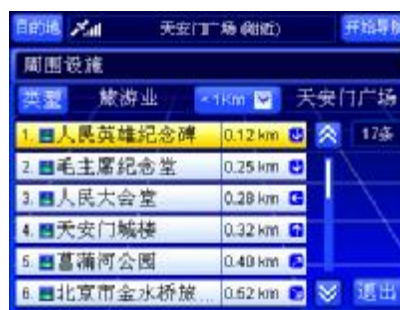 目的地 天安门广场(附近) 开始导航
周围设施
类型 旅游业 <1Km 天安门广场
1. 人民英雄纪念碑 0.12 km 17条
2. 毛主席纪念堂 0.25 km
3. 人民大会堂 0.28 km
4. 天安门城楼 0.32 km
5. 菖蒲河公园 0.40 km
6. 北京市金水桥旅... 0.52 km 退出